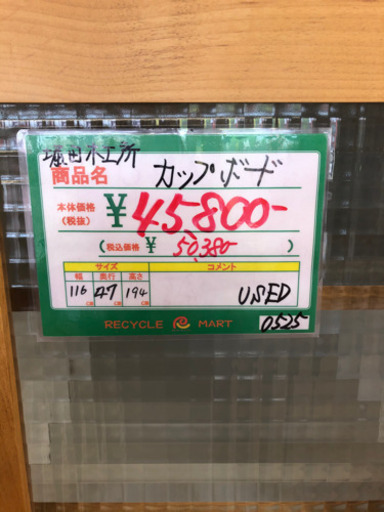 堀田木工所
商品名 カップボード
本体価格 (税抜) ¥45,800-
(税込価格 ¥ 50,380-)
サイズ コメント
幅 奥行 高さ
116 CM 47 CM 194 CM USED
RECYCLE MART 0525